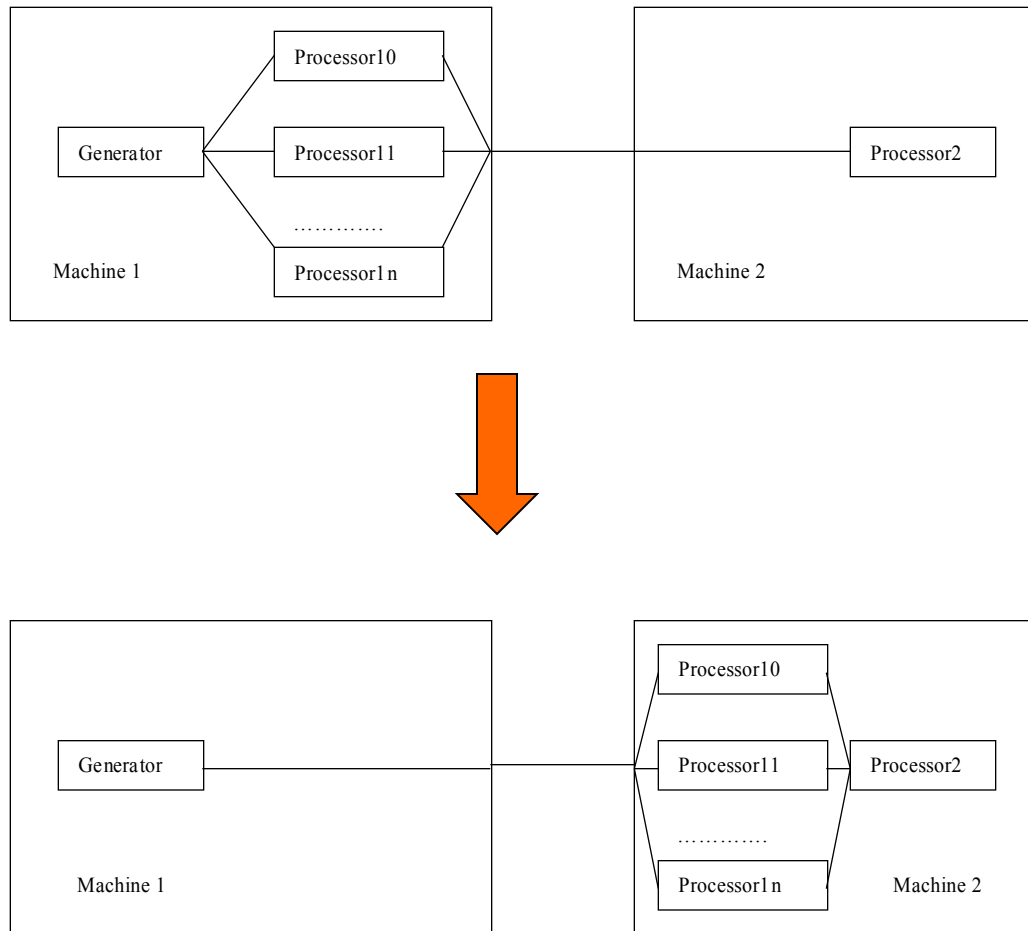 Processor10
Generator
Processor11
Processor2
………….
Machine 1
Processor1n
Machine 2
Processor10
Generator
Processor11
Processor2
………….
Machine 1
Processor1n
Machine 2